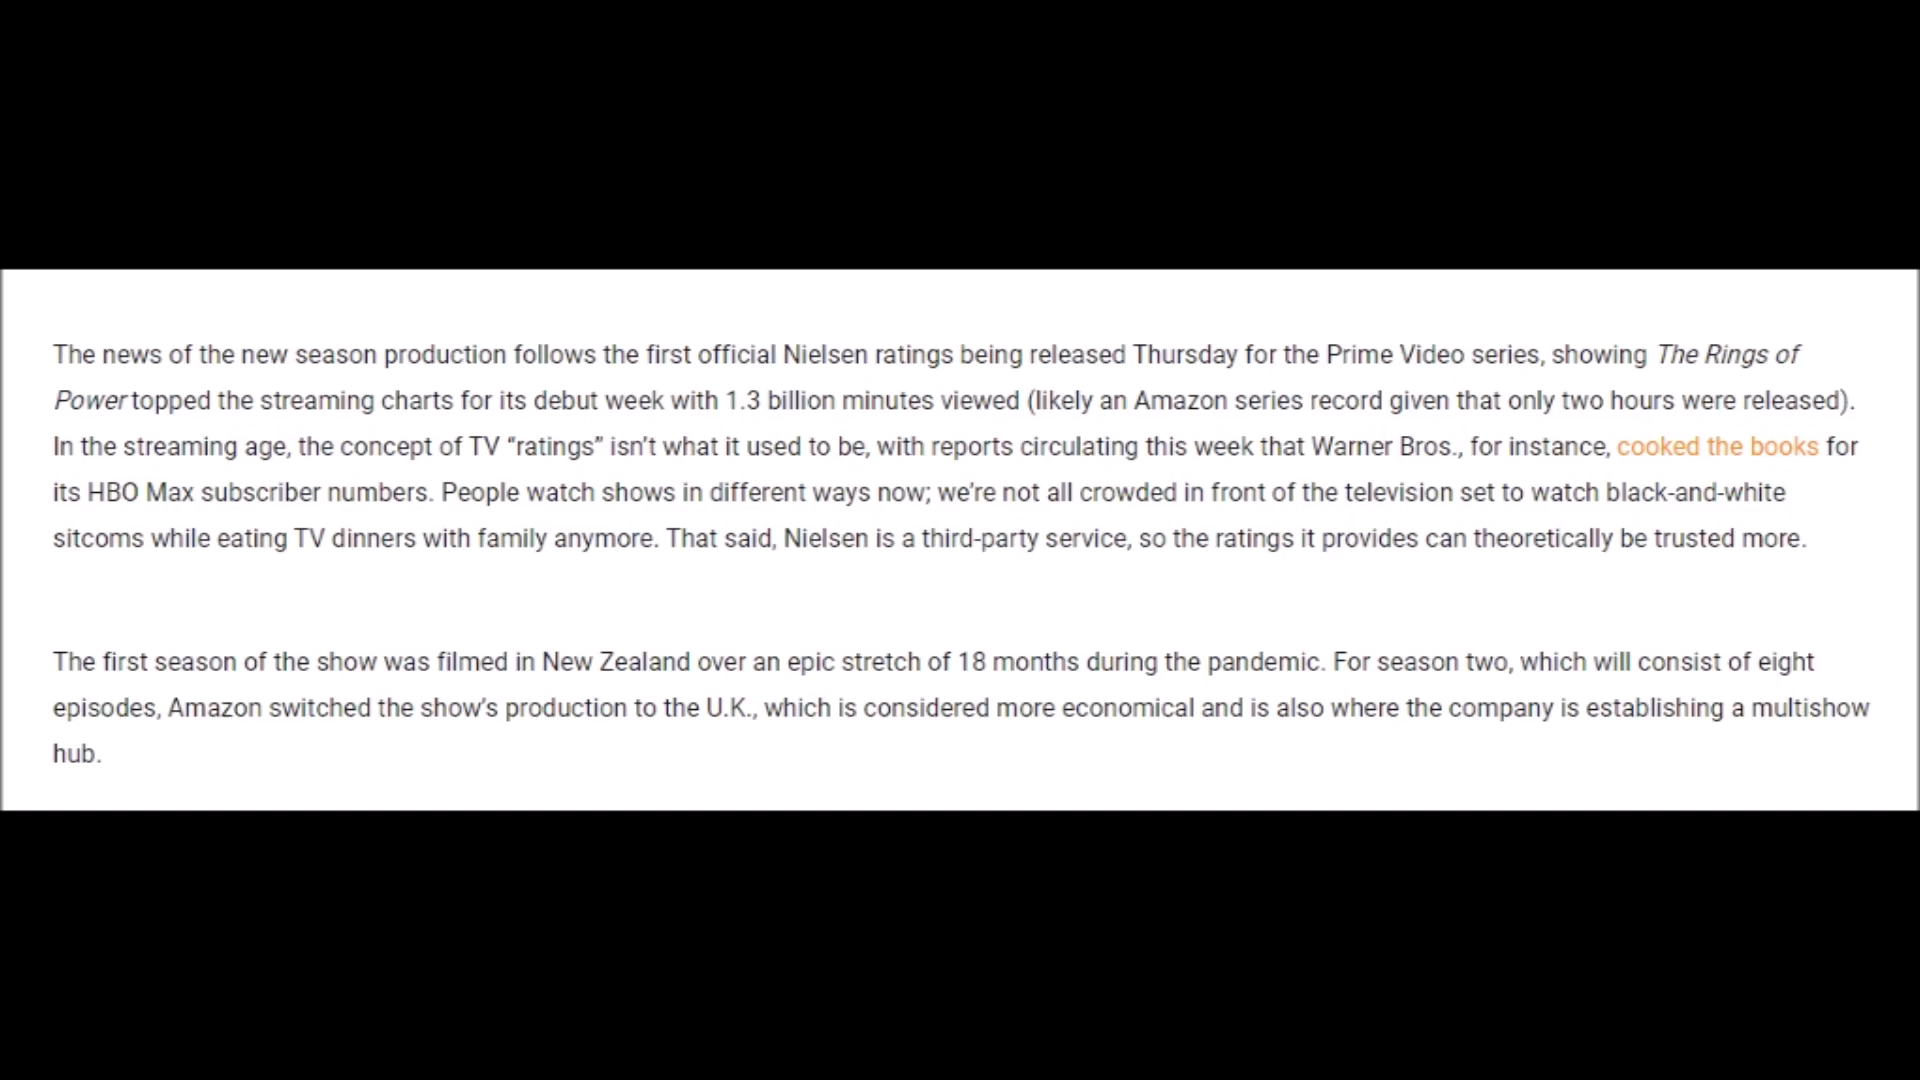 The news of the new season production follows the first official Nielsen ratings being released Thursday for the Prime Video series, showing The Rings of
Power topped the streaming charts for its debut week with 1.3 billion minutes viewed (likely an Amazon series record given that only two hours were released).
In the streaming age, the concept of TV “ratings” isn’t what it used to be, with reports circulating this week that Warner Bros., for instance, cooked the books for
its HBO Max subscriber numbers. People watch shows in different ways now; we’re not all crowded in front of the television set to watch black-and-white
sitcoms while eating TV dinners with family anymore. That said, Nielsen is a third-party service, so the ratings it provides can theoretically be trusted more.
The first season of the show was filmed in New Zealand over an epic stretch of 18 months during the pandemic. For season two, which will consist of eight
episodes, Amazon switched the show’s production to the U.K., which is considered more economical and is also where the company is establishing a multishow
hub.